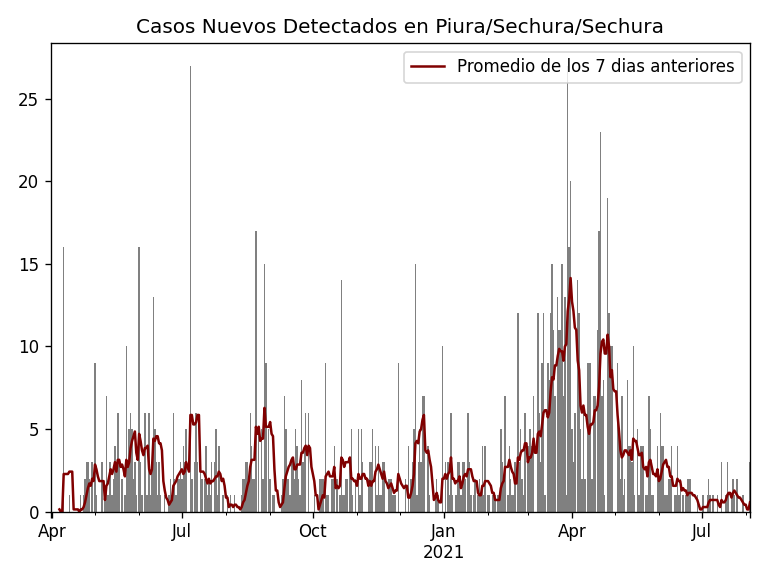 Casos Nuevos Detectados en Piura/Sechura/Sechura
Promedio de los 7 dias anteriores
25
20
15
10
5
0
Apr Jul Oct Jan Apr Jul
2021